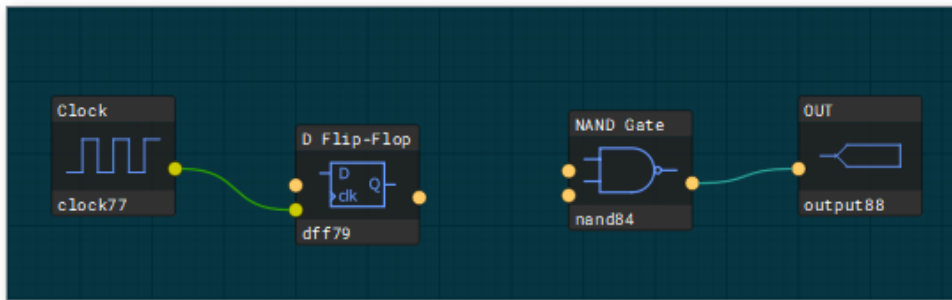 Clock
clock77
D Flip-Flop
D
Q
clk
dff79
NAND Gate
nand84
OUT
output88